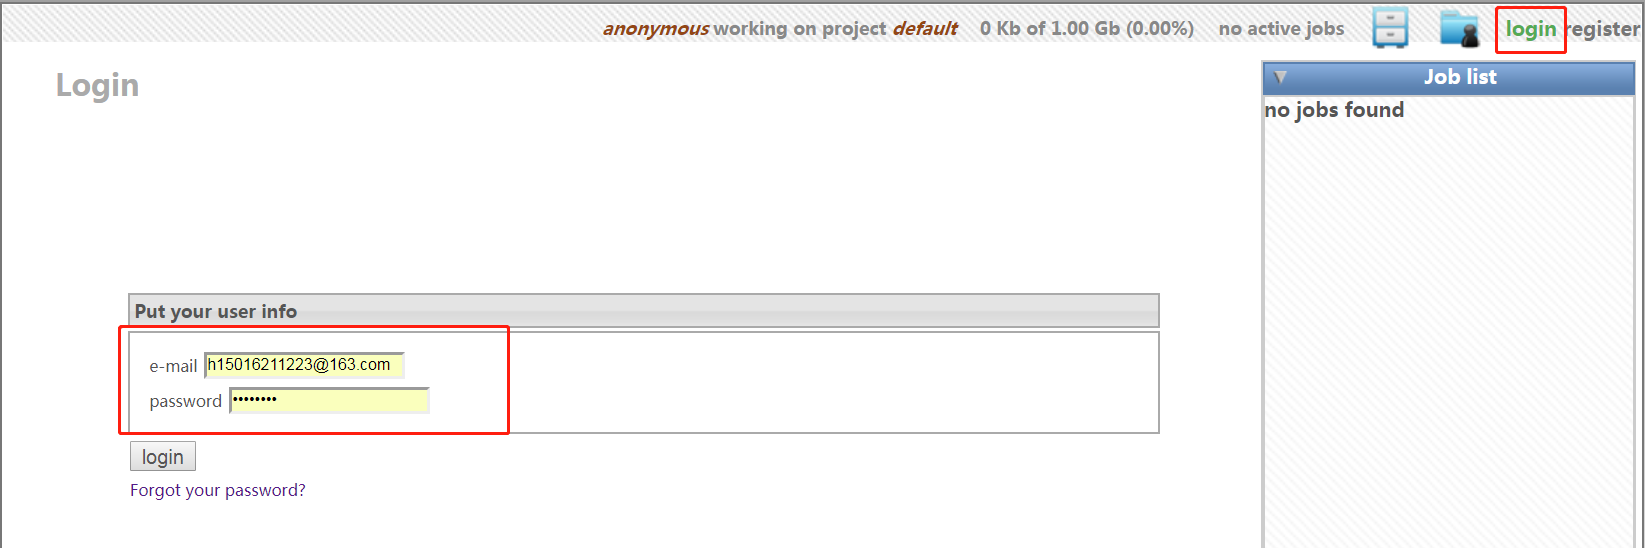 anonymous working on project default 0 Kb of 1.00 Gb (0.00%) no active jobs login register
Login
Job list
no jobs found
Put your user info
e-mail h15016211223@163.com
password ••••••••
login
Forgot your password?